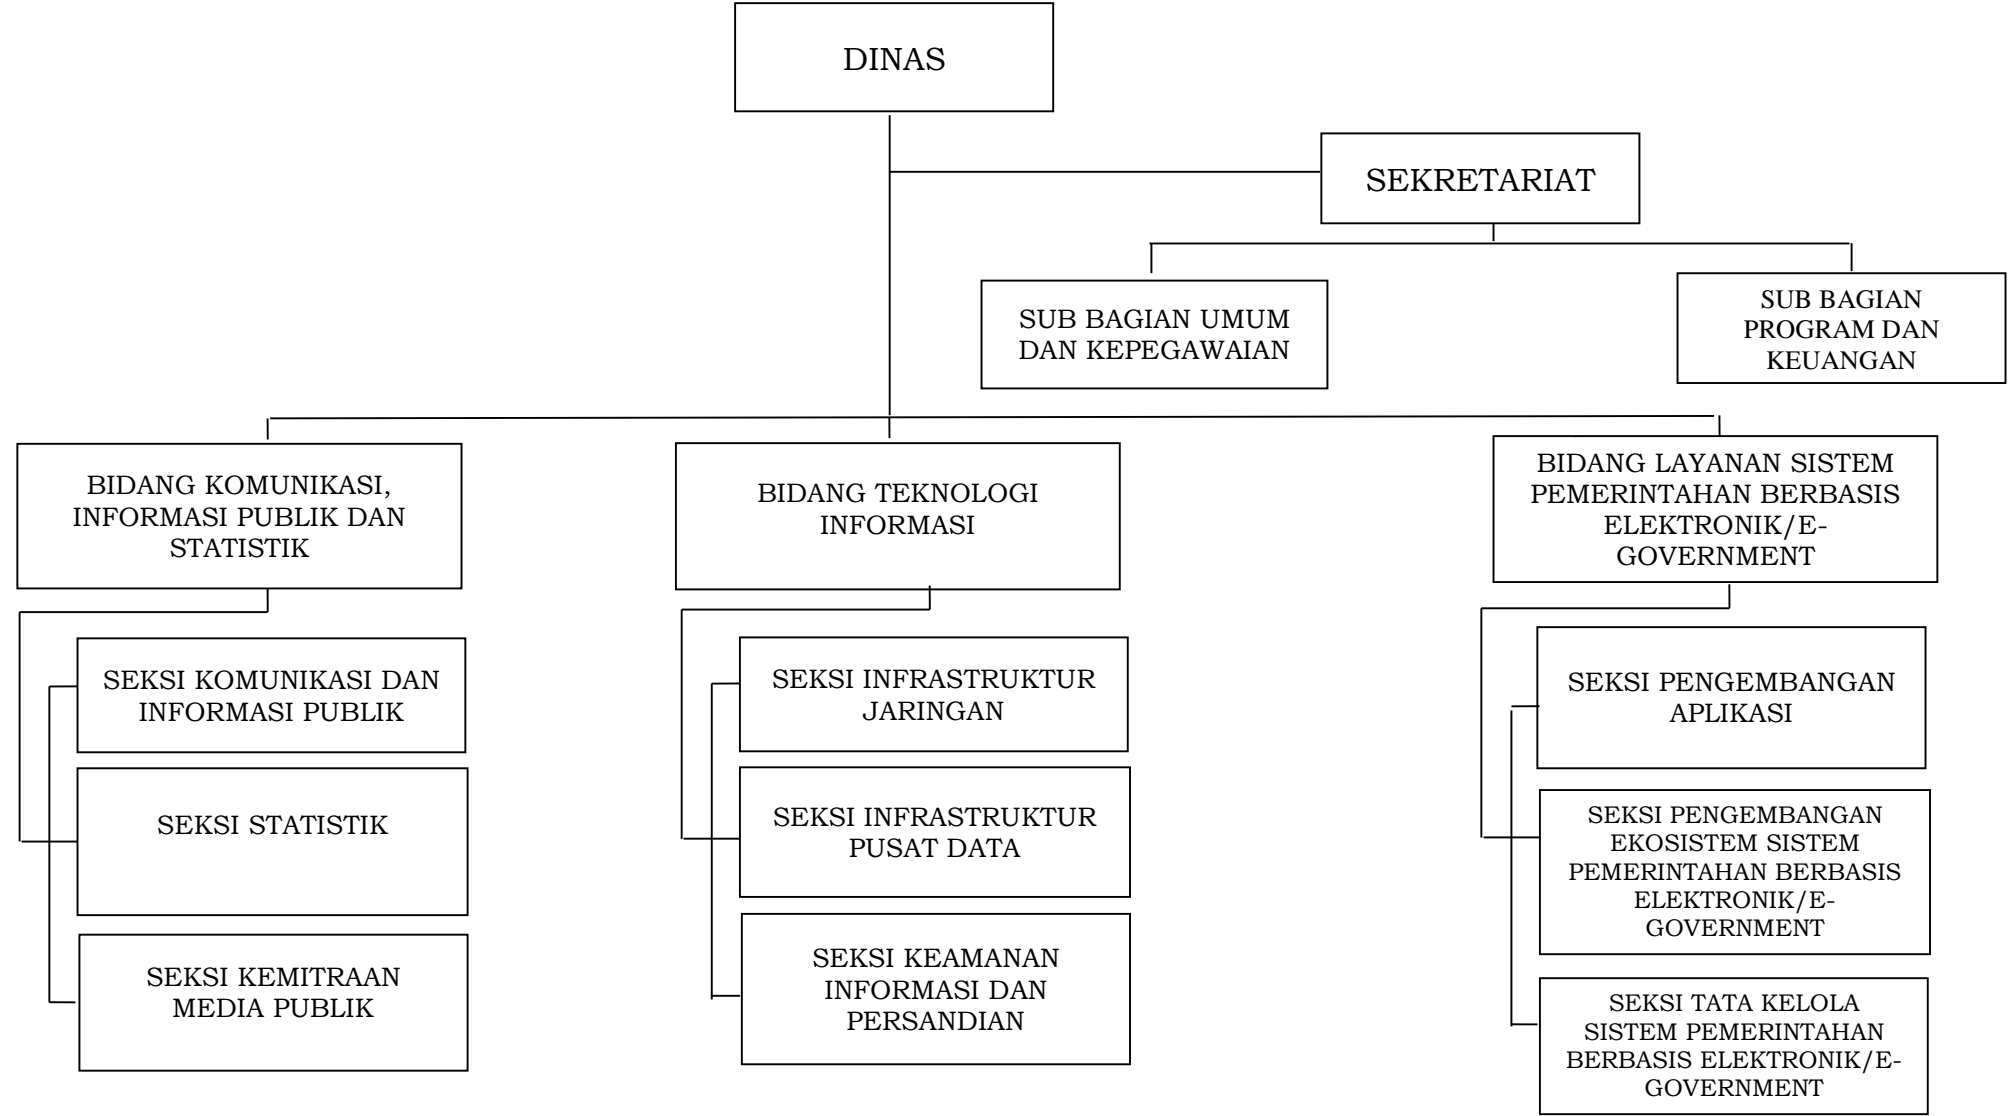 DINAS
SEKRETARIAT
SUB BAGIAN UMUM
DAN KEPEGAWAIAN
SUB BAGIAN
PROGRAM DAN
KEUANGAN
BIDANG KOMUNIKASI,
INFORMASI PUBLIK DAN
STATISTIK
SEKSI KOMUNIKASI DAN
INFORMASI PUBLIK
SEKSI STATISTIK
SEKSI KEMITRAAN
MEDIA PUBLIK
BIDANG TEKNOLOGI
INFORMASI
SEKSI INFRASTRUKTUR
JARINGAN
SEKSI INFRASTRUKTUR
PUSAT DATA
SEKSI KEAMANAN
INFORMASI DAN
PERSANDIAN
BIDANG LAYANAN SISTEM
PEMERINTAHAN BERBASIS
ELEKTRONIK/E-
GOVERNMENT
SEKSI PENGEMBANGAN
APLIKASI
SEKSI PENGEMBANGAN
EKOSISTEM SISTEM
PEMERINTAHAN BERBASIS
ELEKTRONIK/E-
GOVERNMENT
SEKSI TATA KELOLA
SISTEM PEMERINTAHAN
BERBASIS ELEKTRONIK/E-
GOVERNMENT